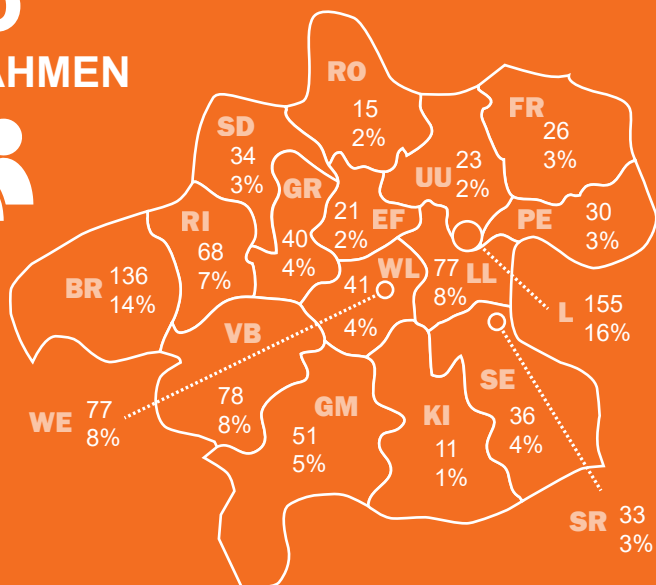 AHMEN
RO
15
2%
FR
26
3%
SD
34
3%
UU 23
2%
GR
40
4%
21
2%
EF
PE 30
3%
RI
68
7%
BR 136
14%
WL
41
4%
77 LL
8%
L 155
16%
VB
78
8%
WE 77
8%
GM
51
5%
KI
11
1%
SE
36
4%
SR 33
3%